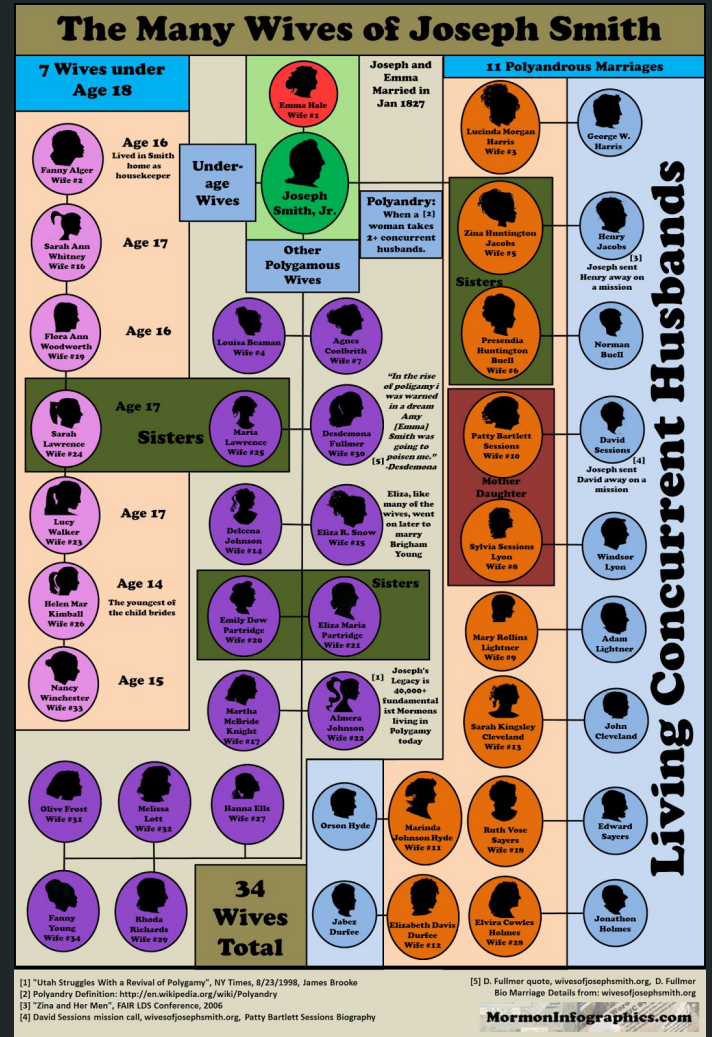 The Many Wives of Joseph Smith
7 Wives under
Age 18
Fanny Alger
Wife #2
Age 16
Lived in Smith
home as
housekeeper
Sarah Ann
Whitney
Wife #16
Age 17
Flora Ann
Woodworth
Wife #19
Age 16
Sarah
Lawrence
Wife #24
Age 17
Sisters
Maria
Lawrence
Wife #25
Lucy
Walker
Wife #23
Age 17
Helen Mar
Kimball
Wife #26
Age 14
The youngest of
the child brides
Nancy
Winchester
Wife #33
Age 15
Emma Hale
Wife #1
Joseph and
Emma
Married in
Jan 1827
Under-
age
Wives
Joseph
Smith, Jr.
Polyandry:
When a [2]
woman takes
2+ concurrent
husbands.
Other
Polygamous
Wives
Louisa Beaman
Wife #4
Agnes
Coolbrith
Wife #7
Desdemona
Fullmer
Wife #30
"In the rise
of poligamy i
was warned
in a dream
Amy
[Emma]
Smith was
going to
poisen me."
-Desdemona
[5]
Delcena
Johnson
Wife #14
Eliza R. Snow
Wife #15
Eliza, like
many of the
wives, went
on later to
marry
Brigham
Young
Sisters
Emily Dow
Partridge
Wife #20
Eliza Maria
Partridge
Wife #21
Martha
McBride
Knight
Wife #17
Almera
Johnson
Wife #22
[1] Joseph's
Legacy is
40,000+
fundamental
ist Mormons
living in
Polygamy
today
Olive Frost
Wife #31
Melissa
Lott
Wife #32
Hanna Ells
Wife #27
Fanny
Young
Wife #34
Rhoda
Richards
Wife #29
34
Wives
Total
11 Polyandrous Marriages
Lucinda Morgan
Harris
Wife #3
George W.
Harris
Zina Huntington
Jacobs
Wife #5
Henry
Jacobs
[3]
Joseph sent
Henry away on
a mission
Sisters
Presendia
Huntington
Buell
Wife #6
Norman
Buell
Patty Bartlett
Sessions
Wike #10
David
Sessions
[4]
Joseph sent
David away on a
mission
Mother
Daughter
Sylvia Sessions
Lyon
Wife #8
Windsor
Lyon
Mary Rollins
Lightner
Wife #9
Adam
Lightner
Sarah Kingsley
Cleveland
Wife #13
John
Cleveland
Orson Hyde
Marinda
Johnson Hyde
Wife #11
Ruth Vose
Sayers
Wife #18
Edward
Sayers
Jabez
Durfee
Elizabeth Davis
Durfee
Wife #12
Elvira Cowles
Holmes
Wife #28
Jonathon
Holmes
Living Concurrent Husbands
[1] "Utah Struggles With a Revival of Polygamy", NY Times, 8/23/1998, James Brooke
[2] Polyandry Definition: http://en.wikipedia.org/wiki/Polyandry
[3] "Zina and Her Men", FAIR LDS Conference, 2006
[4] David Sessions mission call, wivesofjosephsmith.org, Patty Bartlett Sessions Biography
[5] D. Fullmer quote, wivesofjosephsmith.org, D. Fullmer
Bio Marriage Details from: wivesofjosephsmith.org
MormonInfographics.com